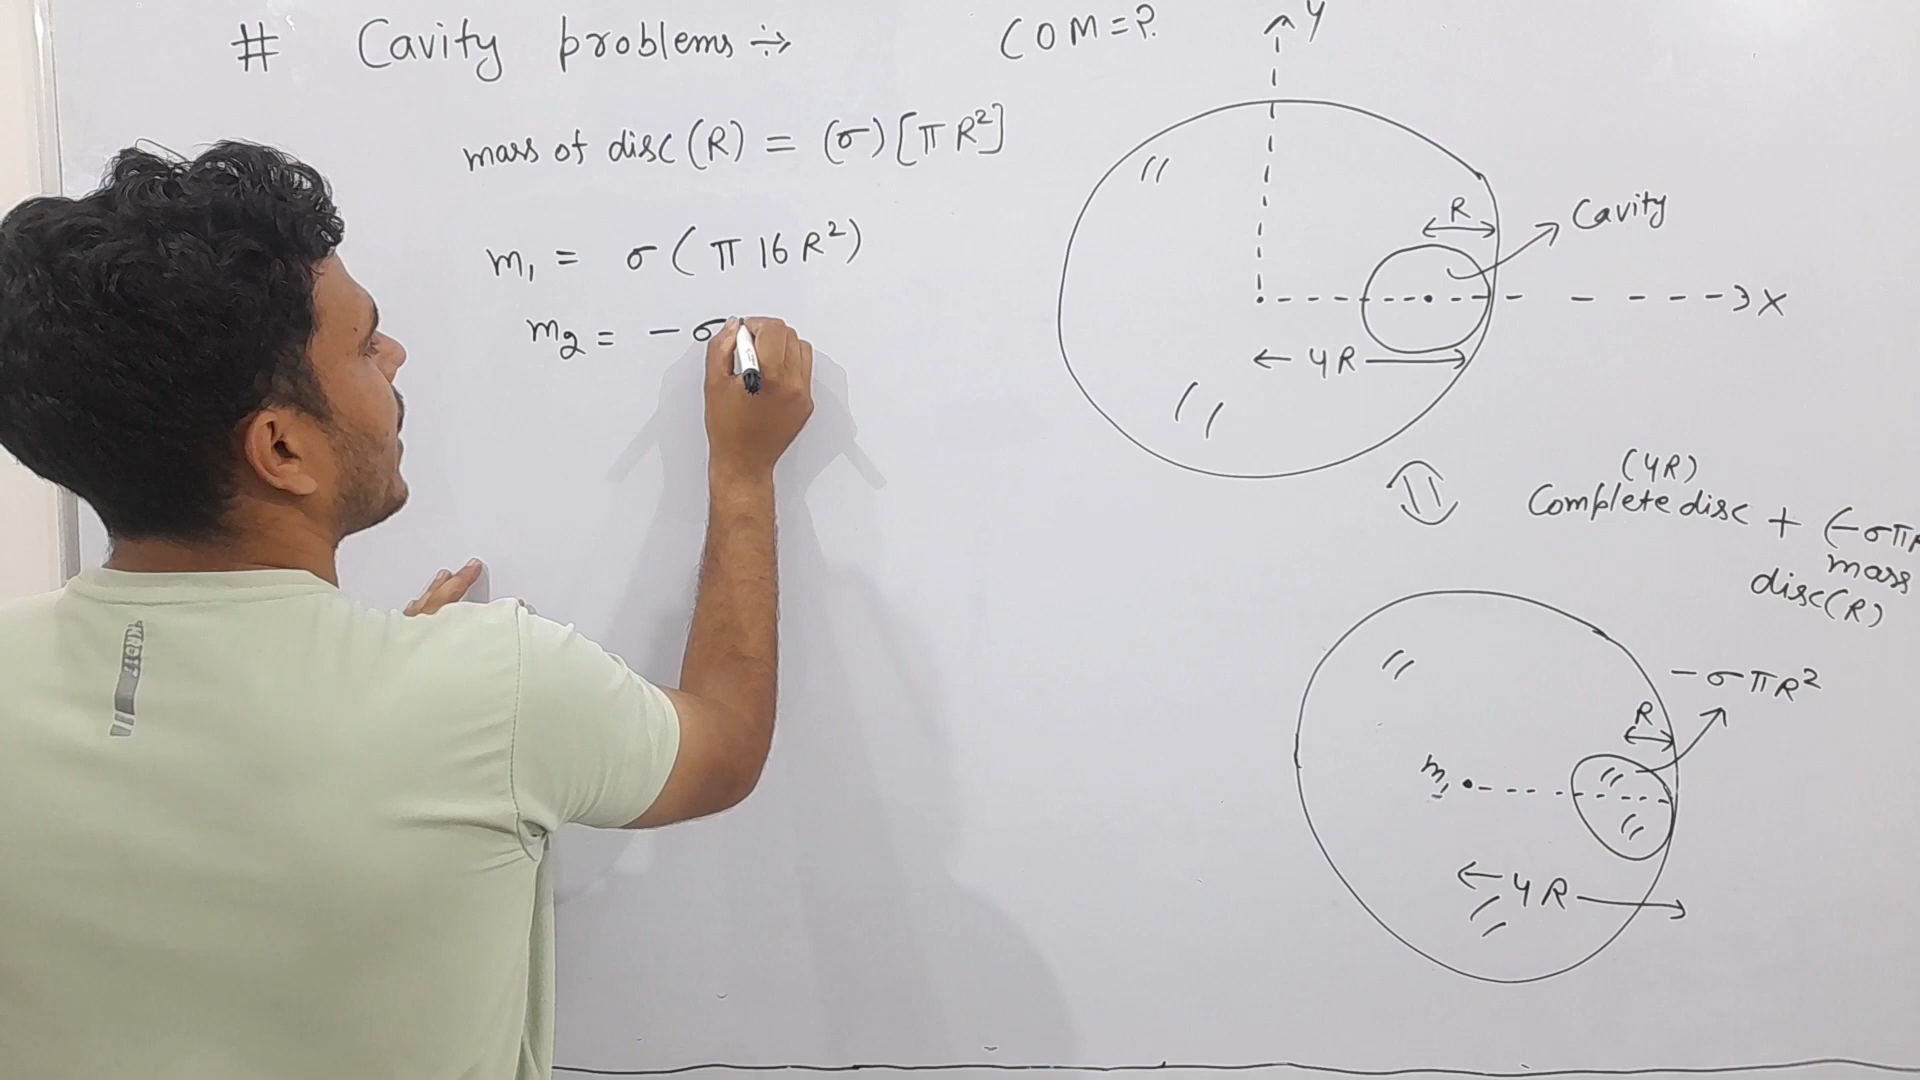 # Cavity problems ÷
COM=?
Y
mass of disc (R) = (σ) [π R²]
m₁ = σ ( π 16 R²)
m₂ = - σ
R
Cavity
X
4R
(4R)
Complete disc + (-σπR
mass
disc(R)
- σ π R²
R
m₁
4R